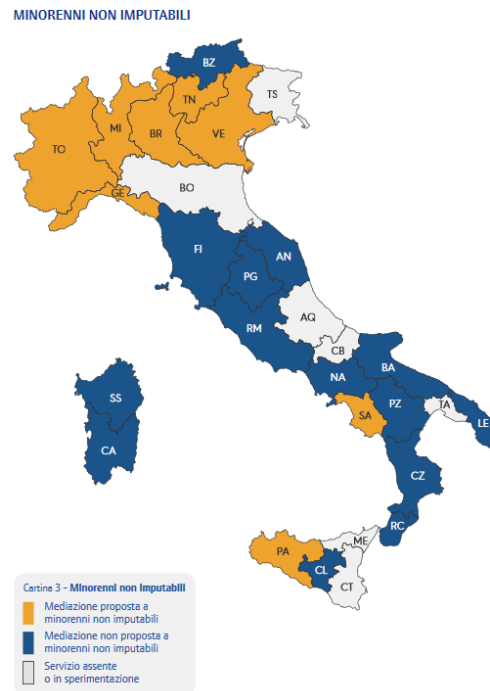 MINORENNI NON IMPUTABILI
BZ
TS
TN
MI
BR
VE
TO
GE
BO
FI
AN
PG
RM
AQ
CB
BA
NA
SA
PZ
TA
LE
SS
CA
CZ
RC
ME
PA
CL
CT
Cartina 3 - Minorenni non Imputabili
Mediazione proposta a
minorenni non imputabili
Mediazione non proposta a
minorenni non imputabili
Servizio assente
o in sperimentazione